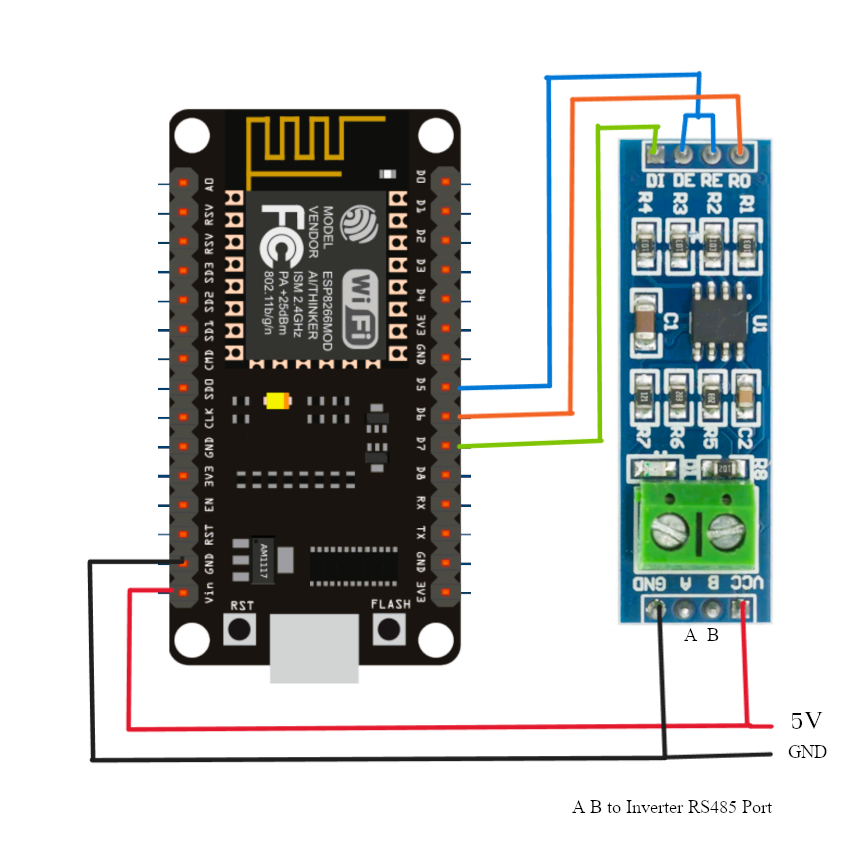 DI DE RE RO
R4 R3 R2 R1
C1 U1
R7 R6 R5 C2
R8
GND A B VCC
A B
A0
RSV
RSV
SD3
SD2
SD1
CMD
SD0
CLK
GND
3V3
EN
RST
GND
Vin
D0
D1
D2
D3
D4
3V3
GND
D5
D6
D7
D8
RX
TX
GND
3V3
MODEL
VENDOR
ESP8266MOD
AI/THINKER
ISM 2.4GHz
PA +25dBm
802.11b/g/n
FC
Wi Fi
AM1117
RST
FLASH
5V
GND
A B to Inverter RS485 Port